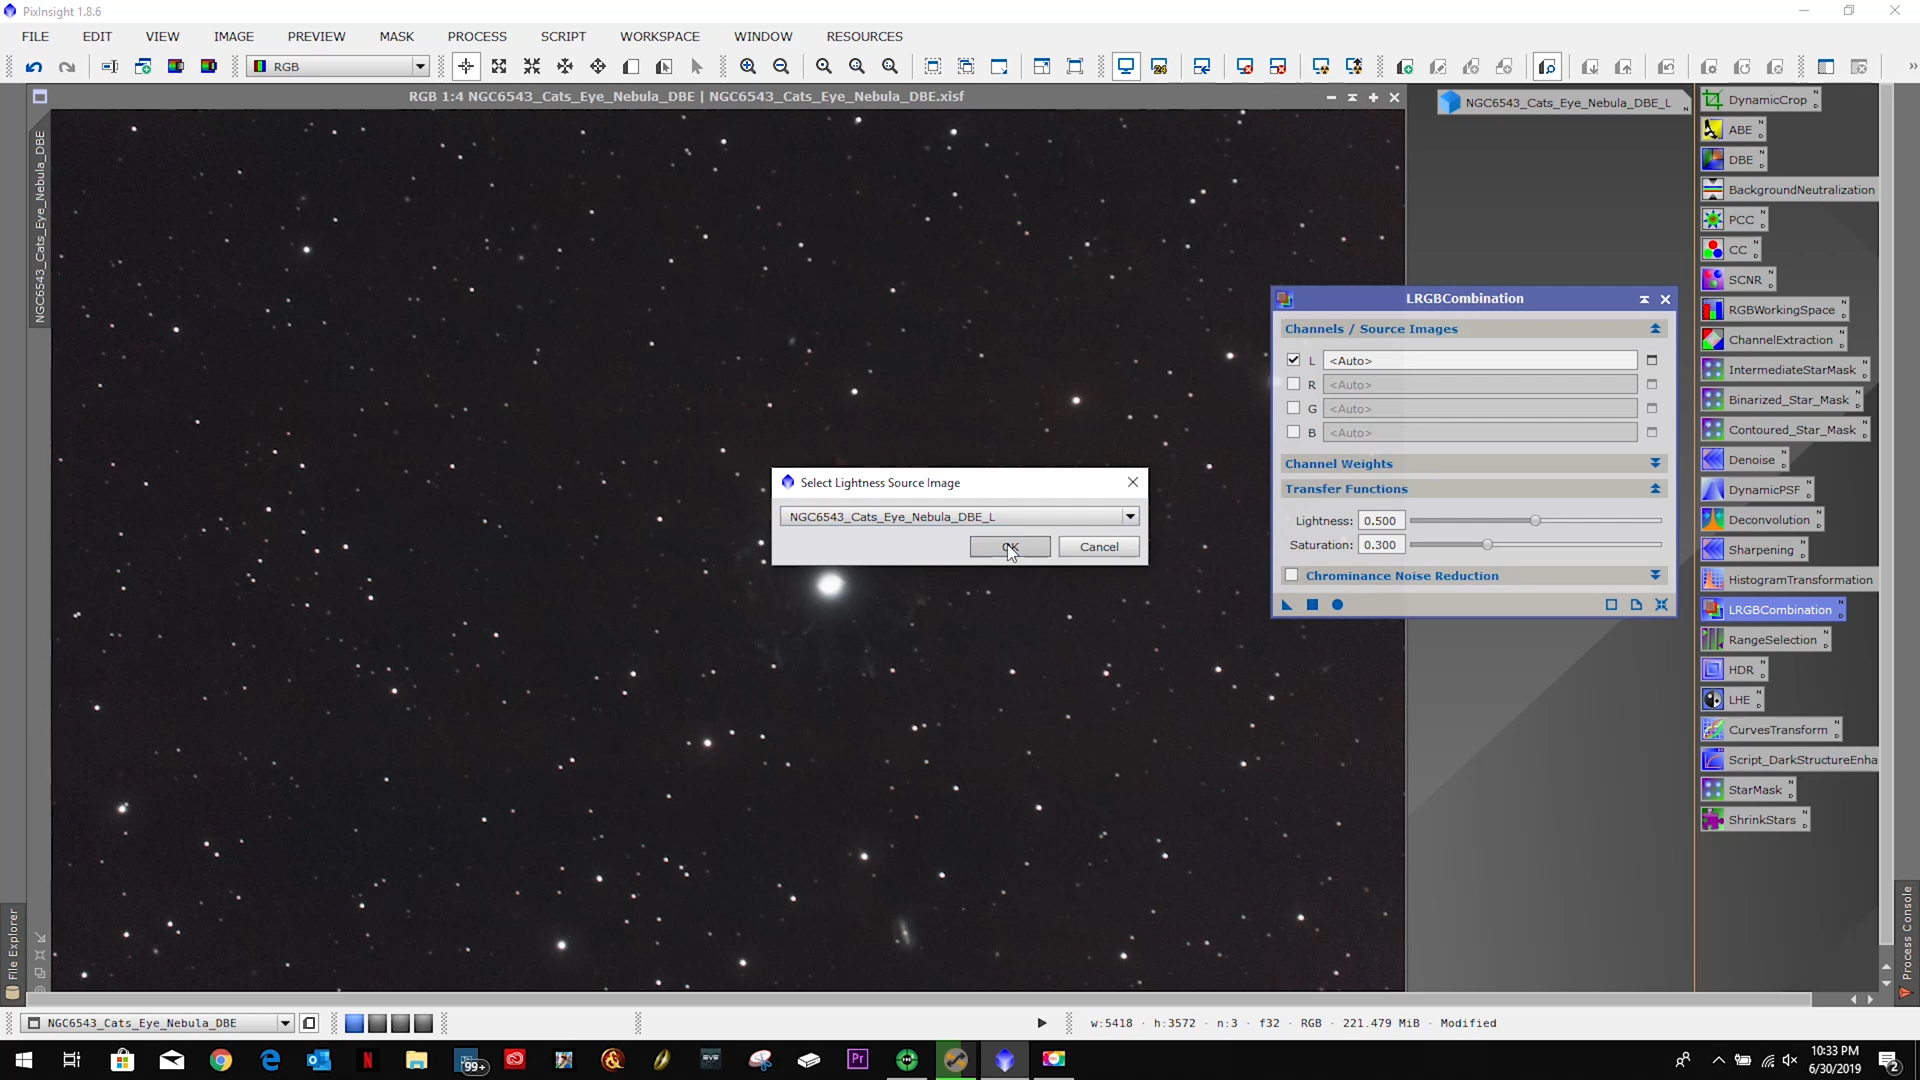 PixInsight 1.8.6
FILE EDIT VIEW IMAGE PREVIEW MASK PROCESS SCRIPT WORKSPACE WINDOW RESOURCES
RGB
24
RGB 1:4 NGC6543_Cats_Eye_Nebula_DBE | NGC6543_Cats_Eye_Nebula_DBE.xisf
NGC6543_Cats_Eye_Nebula_DBE
NGC6543_Cats_Eye_Nebula_DBE_L
DynamicCrop
ABE
DBE
BackgroundNeutralization
PCC
CC
SCNR
RGBWorkingSpace
ChannelExtraction
IntermediateStarMask
Binarized_Star_Mask
Contoured_Star_Mask
Denoise
DynamicPSF
Deconvolution
Sharpening
HistogramTransformation
LRGBCombination
RangeSelection
HDR
LHE
CurvesTransform
Script_DarkStructureEnha
StarMask
ShrinkStars
LRGBCombination
Channels / Source Images
L <Auto>
R <Auto>
G <Auto>
B <Auto>
Channel Weights
Transfer Functions
Lightness: 0.500
Saturation: 0.300
Chrominance Noise Reduction
Select Lightness Source Image
NGC6543_Cats_Eye_Nebula_DBE_L
OK Cancel
File Explorer
Process Console
NGC6543_Cats_Eye_Nebula_DBE
w:5418 · h:3572 · n:3 · f32 · RGB · 221.479 MiB · Modified
99+
Pr
10:33 PM
6/30/2019
2